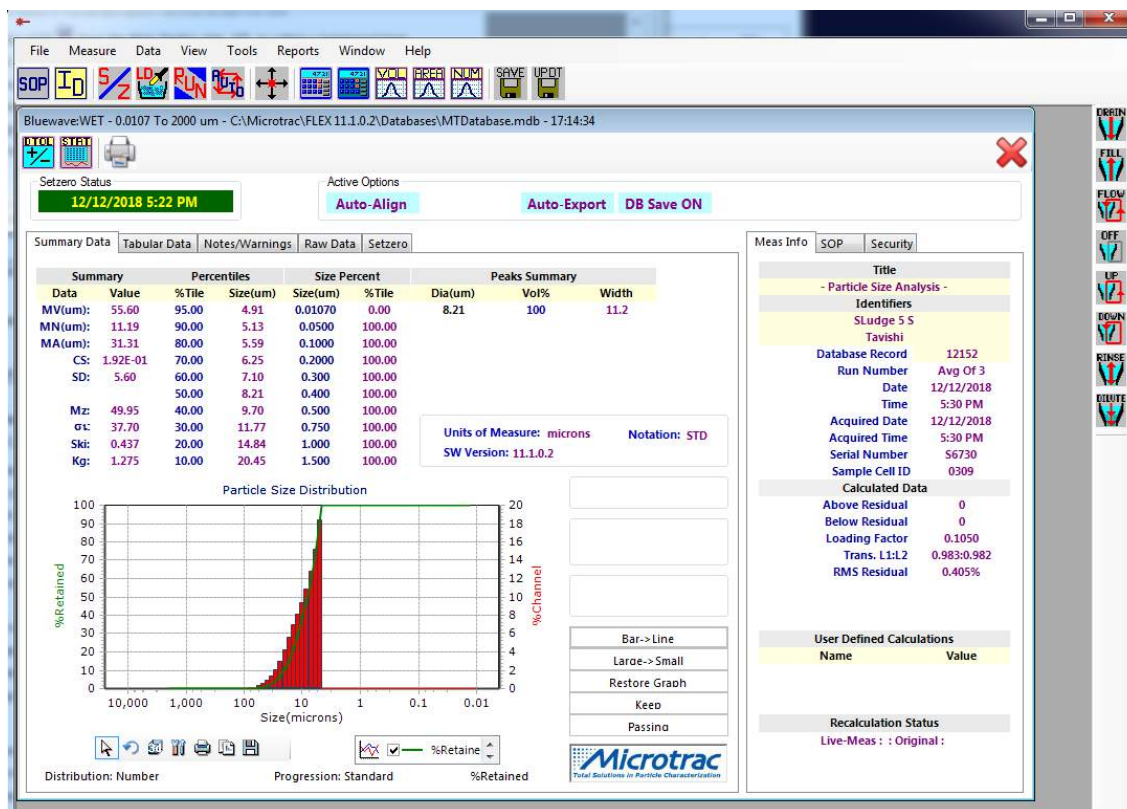 File Measure Data View Tools Reports Window Help
SOP ID S/Z LD RUN AUTO 4721 4721 VOL AREA NUM SAVE UPDT
Bluewave:WET - 0.0107 To 2000 um - C:\Microtrac\FLEX 11.1.0.2\Databases\MTDatabase.mdb - 17:14:34
DTOL +/- STAT
Setzero Status Active Options
12/12/2018 5:22 PM Auto-Align Auto-Export DB Save ON
Summary Data Tabular Data Notes/Warnings Raw Data Setzero
Summary Percentiles Size Percent Peaks Summary
Data Value %Tile Size(um) Size(um) %Tile Dia(um) Vol% Width
MV(um): 55.60 95.00 4.91 0.01070 0.00 8.21 100 11.2
MN(um): 11.19 90.00 5.13 0.0500 100.00
MA(um): 31.31 80.00 5.59 0.1000 100.00
CS: 1.92E-01 70.00 6.25 0.2000 100.00
SD: 5.60 60.00 7.10 0.300 100.00
50.00 8.21 0.400 100.00
Mz: 49.95 40.00 9.70 0.500 100.00
σι: 37.70 30.00 11.77 0.750 100.00
Ski: 0.437 20.00 14.84 1.000 100.00
Kg: 1.275 10.00 20.45 1.500 100.00
Units of Measure: microns Notation: STD
SW Version: 11.1.0.2
Particle Size Distribution
%Retained
100
90
80
70
60
50
40
30
20
10
0
20
18
16
14
12
10
8
6
4
2
0
%Channel
10,000 1,000 100 10 1 0.1 0.01
Size(microns)
%Retaine
Distribution: Number Progression: Standard %Retained
Bar->Line
Large->Small
Restore Graph
Keep
Passing
Microtrac
Total Solutions in Particle Characterization
Meas Info SOP Security
Title
- Particle Size Analysis -
Identifiers
SLudge 5 S
Tavishi
Database Record 12152
Run Number Avg Of 3
Date 12/12/2018
Time 5:30 PM
Acquired Date 12/12/2018
Acquired Time 5:30 PM
Serial Number S6730
Sample Cell ID 0309
Calculated Data
Above Residual 0
Below Residual 0
Loading Factor 0.1050
Trans. L1:L2 0.983:0.982
RMS Residual 0.405%
User Defined Calculations
Name Value
Recalculation Status
Live-Meas : : Original :
DRAIN
FILL
FLOW
OFF
UP
DOWN
RINSE
DILUTE